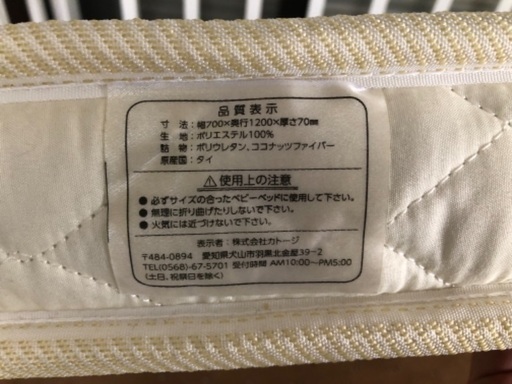 品質表示
寸 法：幅700×奥行1200×厚さ70㎜
生 地：ポリエステル100%
詰 物：ポリウレタン、ココナッツファイバー
原産国：タイ
⚠使用上の注意
●必ずサイズの合ったベビーベッドに使用して下さい。
●無理に折り曲げたりしないで下さい。
●火気には近づけないで下さい。
表示者：株式会社カトージ
〒484-0894 愛知県犬山市羽黒北金屋39-2
TEL(0568)-67-5701 受付時間 AM10:00～PM5:00
(土日、祝祭日を除く)